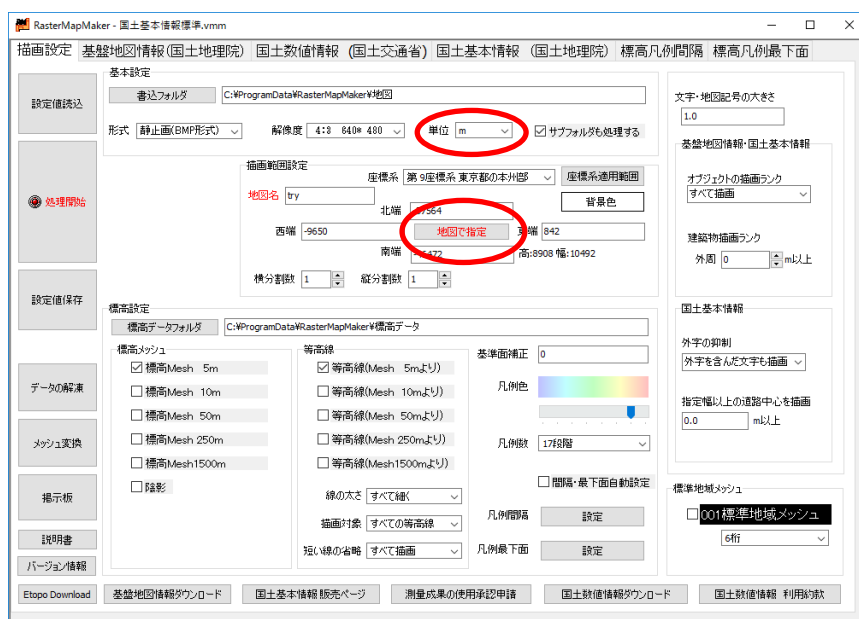 RasterMapMaker - 国土基本情報標準.vmm
描画設定 基盤地図情報(国土地理院) 国土数値情報 (国土交通省) 国土基本情報 (国土地理院) 標高凡例間隔 標高凡例最下面
設定値読込
処理開始
設定値保存
データの解凍
メッシュ変換
掲示板
説明書
バージョン情報
基本設定
書込フォルダ C:¥ProgramData¥RasterMapMaker¥地図
形式 静止画(BMP形式) 解像度 4:3 640* 480 単位 m サブフォルダも処理する
描画範囲設定
座標系 第 9座標系 東京都の本州部 座標系適用範囲
地図名 try 背景色
北端
西端 -9650 地図で指定 842
南端 高:8908 幅:10492
横分割数 1 縦分割数 1
標高設定
標高データフォルダ C:¥ProgramData¥RasterMapMaker¥標高データ
標高メッシュ
標高Mesh 5m
標高Mesh 10m
標高Mesh 50m
標高Mesh 250m
標高Mesh1500m
陰影
等高線
等高線(Mesh 5mより)
等高線(Mesh 10mより)
等高線(Mesh 50mより)
等高線(Mesh 250mより)
等高線(Mesh1500mより)
線の太さ すべて細く
描画対象 すべての等高線
短い線の省略 すべて描画
基準面補正 0
凡例色
凡例数 17段階
間隔・最下面自動設定
凡例間隔 設定
凡例最下面 設定
文字・地図記号の大きさ
1.0
基盤地図情報・国土基本情報
オブジェクトの描画ランク
すべて描画
建築物描画ランク
外周 0 m以上
国土基本情報
外字の抑制
外字を含んだ文字も描画
指定幅以上の道路中心を描画
0.0 m以上
標準地域メッシュ
001標準地域メッシュ
6桁
Etopo Download 基盤地図情報ダウンロード 国土基本情報 販売ページ 測量成果の使用承認申請 国土数値情報ダウンロード 国土数値情報 利用約款